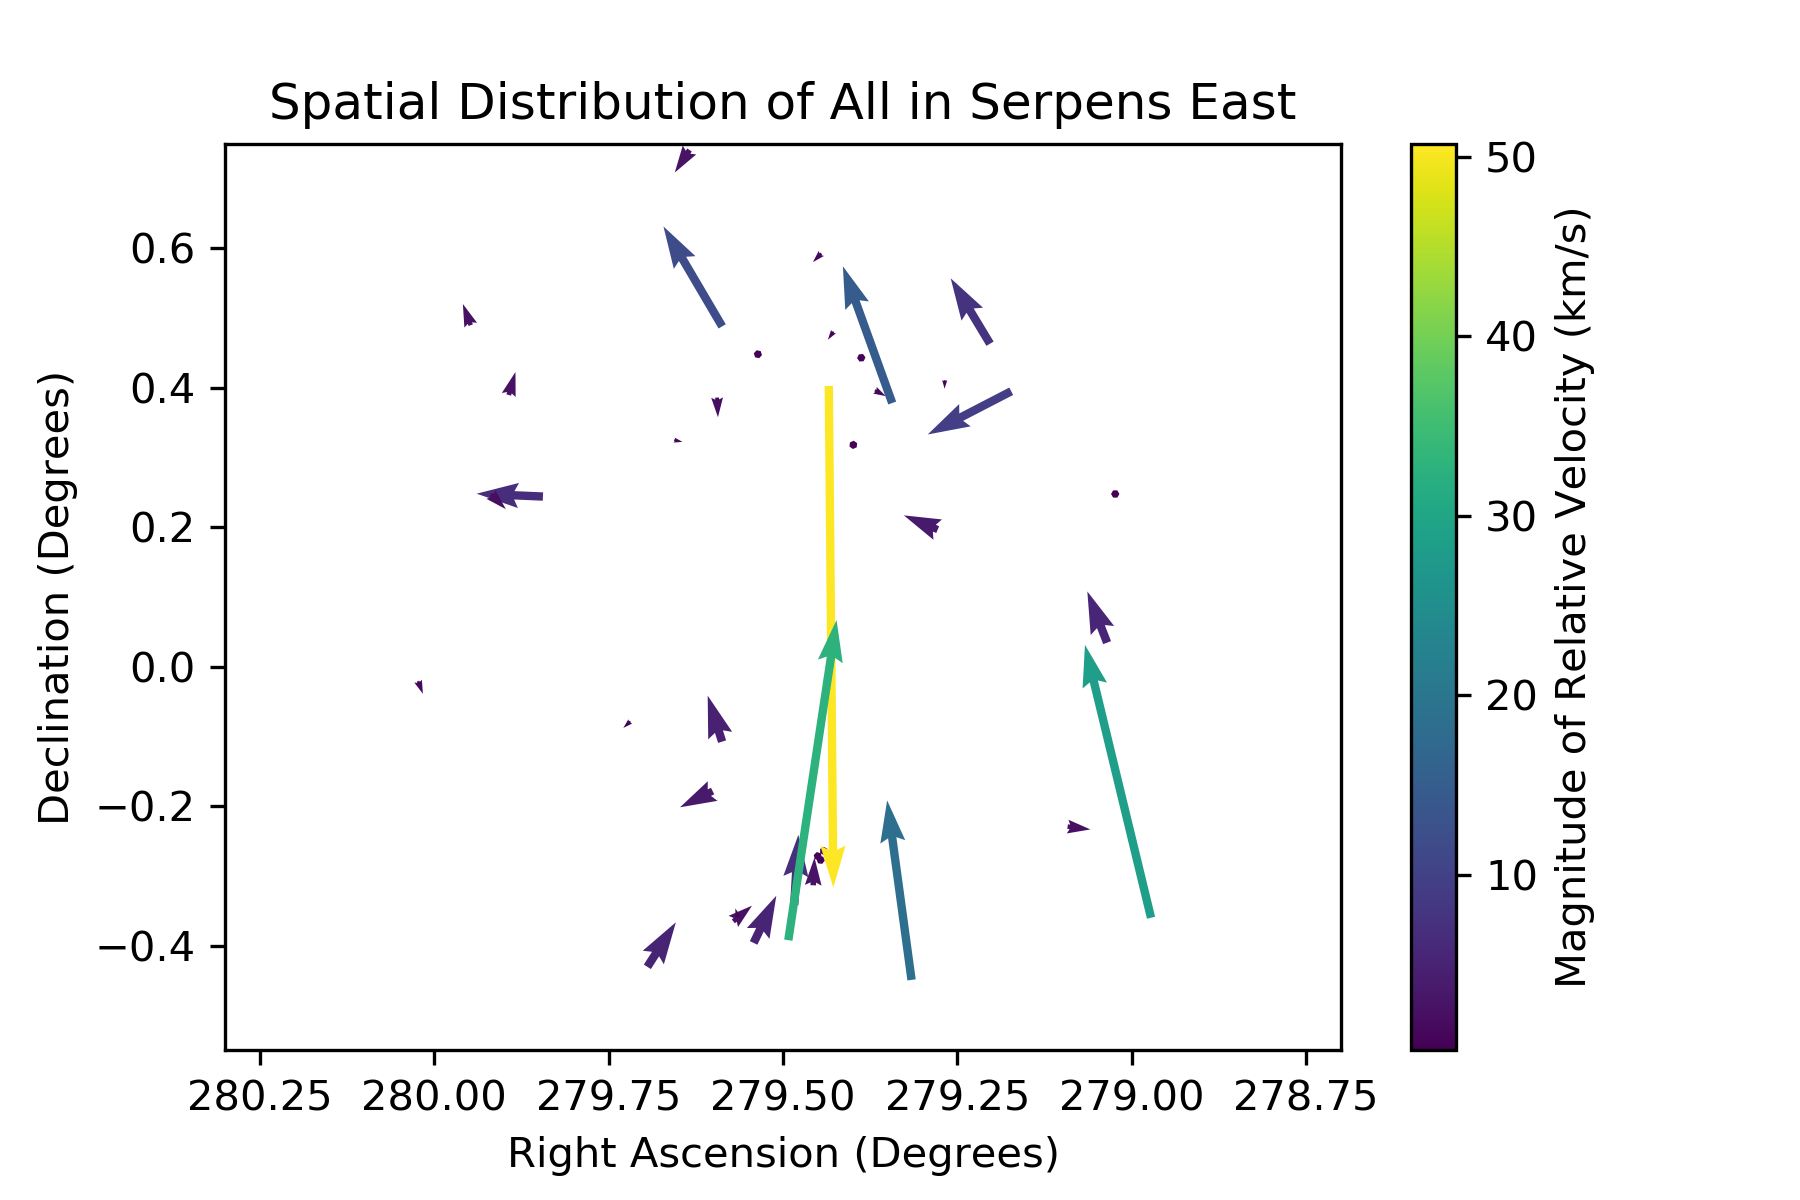 Spatial Distribution of All in Serpens East
Declination (Degrees)
0.6
0.4
0.2
0.0
−0.2
−0.4
280.25 280.00 279.75 279.50 279.25 279.00 278.75
Right Ascension (Degrees)
50
40
30
20
10
Magnitude of Relative Velocity (km/s)